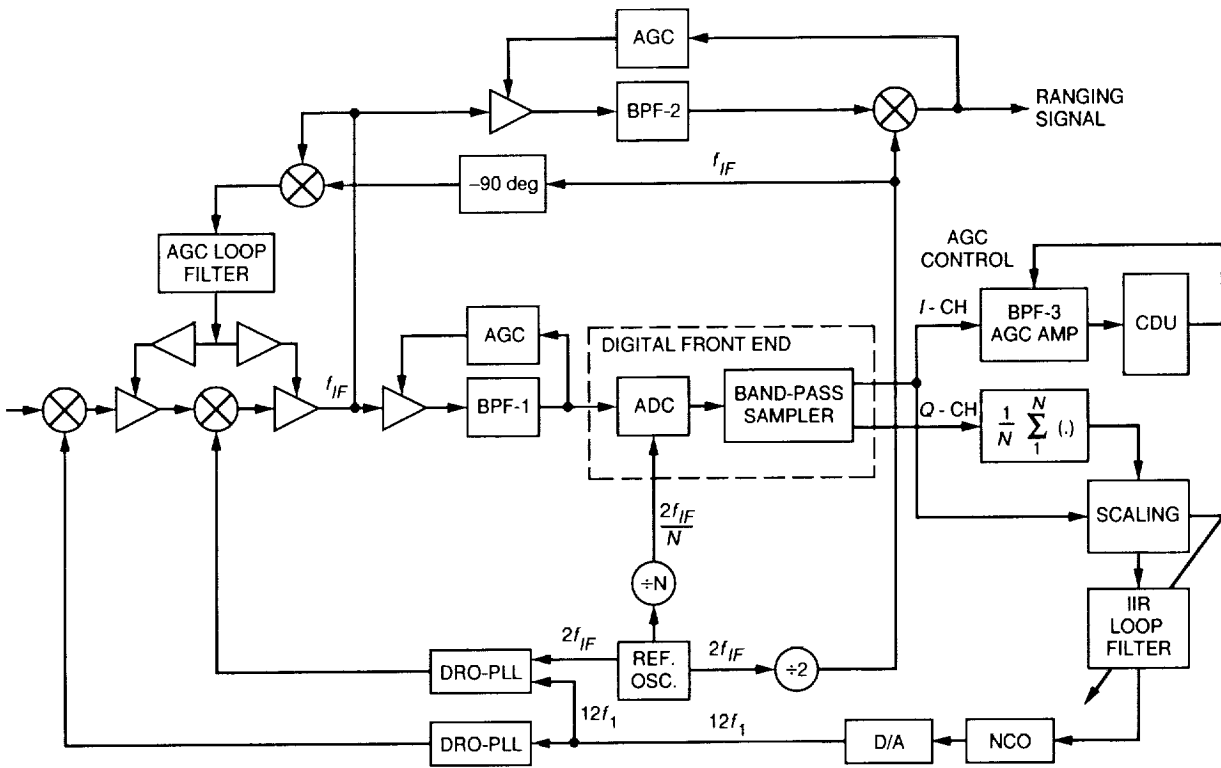 AGC
BPF-2
RANGING
SIGNAL
f_IF
–90 deg
AGC LOOP
FILTER
AGC
CONTROL
I - CH
BPF-3
AGC AMP
CDU
AGC
DIGITAL FRONT END
f_IF
BPF-1
ADC
BAND-PASS
SAMPLER
Q - CH
1/N Σ_1^N (.)
SCALING
2f_IF/N
÷N
IIR
LOOP
FILTER
2f_IF
REF.
OSC.
2f_IF
÷2
DRO-PLL
12f_1
12f_1
DRO-PLL
D/A
NCO